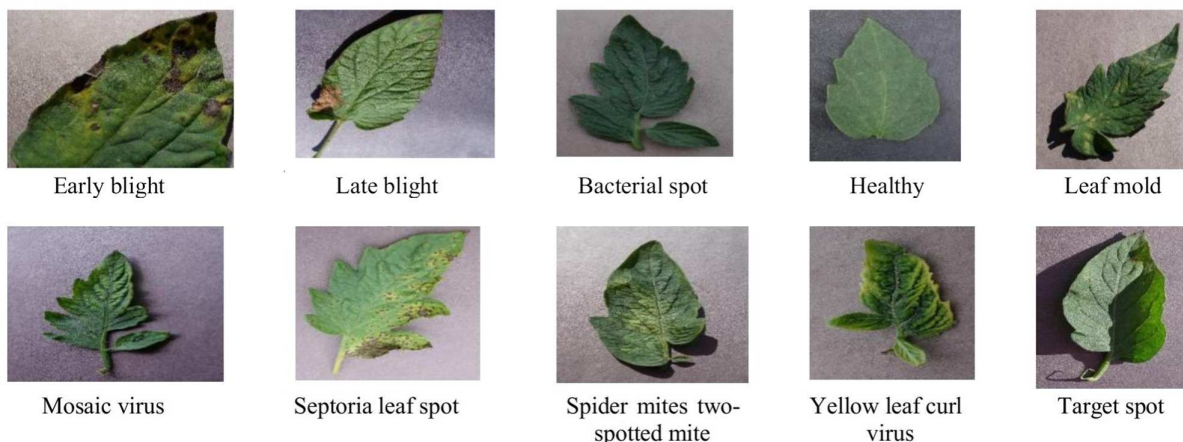 Early blight
Late blight
Bacterial spot
Healthy
Leaf mold
Mosaic virus
Septoria leaf spot
Spider mites two-
spotted mite
Yellow leaf curl
virus
Target spot